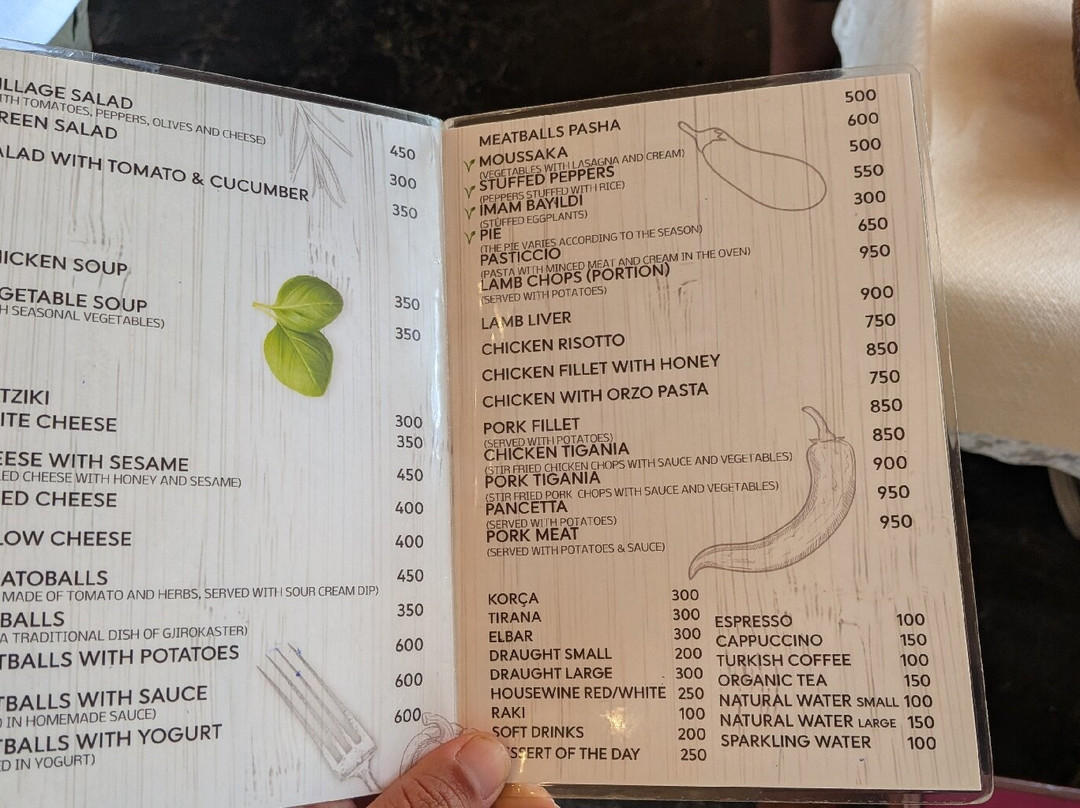 ILLAGE SALAD
ITH TOMATOES, PEPPERS, OLIVES AND CHEESE)
REEN SALAD 450
ALAD WITH TOMATO & CUCUMBER 300
350
HICKEN SOUP
GETABLE SOUP 350
H SEASONAL VEGETABLES) 350
TZIKI
ITE CHEESE 300
350
EESE WITH SESAME 450
LED CHEESE WITH HONEY AND SESAME)
ED CHEESE 400
LOW CHEESE 400
ATOBALLS 450
MADE OF TOMATO AND HERBS, SERVED WITH SOUR CREAM DIP)
BALLS 350
A TRADITIONAL DISH OF GJIROKASTER)
TBALLS WITH POTATOES 600
TBALLS WITH SAUCE 600
D IN HOMEMADE SAUCE)
TBALLS WITH YOGURT 600
ED IN YOGURT)
MEATBALLS PASHA 500
MOUSSAKA 600
(VEGETABLES WITH LASAGNA AND CREAM)
STUFFED PEPPERS 500
(PEPPERS STUFFED WITH RICE)
IMAM BAYILDI 550
(STUFFED EGGPLANTS)
PIE 300
(THE PIE VARIES ACCORDING TO THE SEASON)
PASTICCIO 650
(PASTA WITH MINCED MEAT AND CREAM IN THE OVEN)
LAMB CHOPS (PORTION) 950
(SERVED WITH POTATOES)
LAMB LIVER 900
CHICKEN RISOTTO 750
CHICKEN FILLET WITH HONEY 850
CHICKEN WITH ORZO PASTA 750
PORK FILLET 850
(SERVED WITH POTATOES)
CHICKEN TIGANIA 850
(STIR FRIED CHICKEN CHOPS WITH SAUCE AND VEGETABLES)
PORK TIGANIA 900
(STIR FRIED PORK CHOPS WITH SAUCE AND VEGETABLES)
PANCETTA 950
(SERVED WITH POTATOES)
PORK MEAT 950
(SERVED WITH POTATOES & SAUCE)
KORÇA 300
TIRANA 300
ELBAR 300
DRAUGHT SMALL 200
DRAUGHT LARGE 300
HOUSEWINE RED/WHITE 250
RAKI 100
SOFT DRINKS 200
ESSERT OF THE DAY 250
ESPRESSO 100
CAPPUCCINO 150
TURKISH COFFEE 100
ORGANIC TEA 150
NATURAL WATER SMALL 100
NATURAL WATER LARGE 150
SPARKLING WATER 100